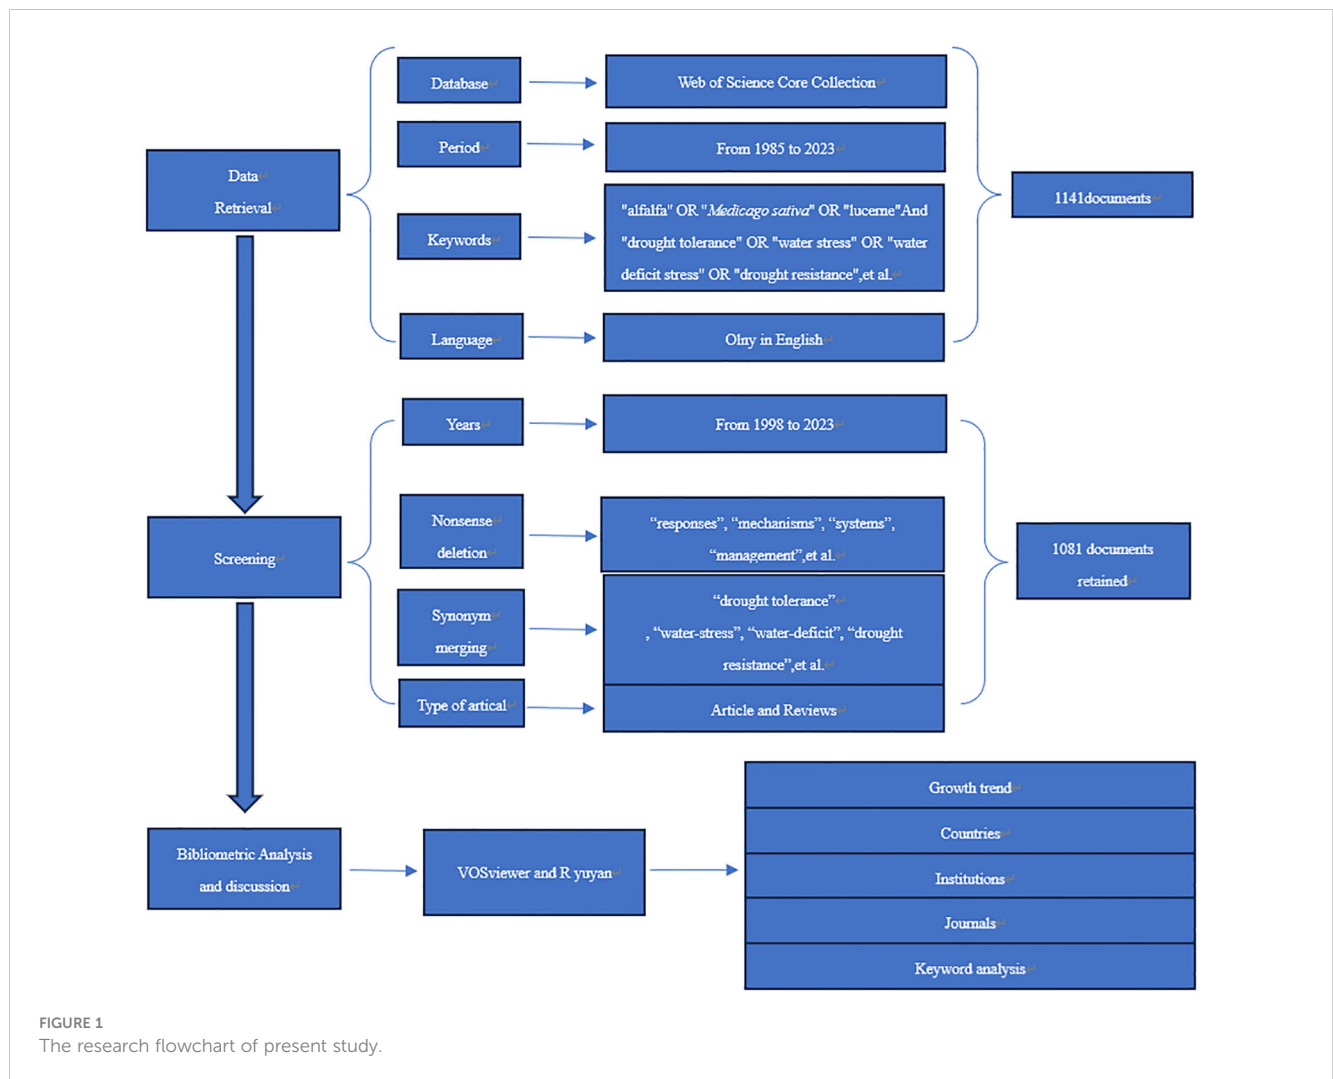 Data
Retrieval
Database
Web of Science Core Collection
Period
From 1985 to 2023
Keywords
"alfalfa" OR "Medicago sativa" OR "lucerne"And
"drought tolerance" OR "water stress" OR "water
deficit stress" OR "drought resistance",et al.
Language
Olny in English
1141documents
Screening
Years
From 1998 to 2023
Nonsense
deletion
“responses”, “mechanisms”, “systems”,
“management”,et al.
Synonym
merging
“drought tolerance”
, “water-stress”, “water-deficit”, “drought
resistance”,et al.
Type of artical
Article and Reviews
1081 documents
retained
Bibliometric Analysis
and discussion
VOSviewer and R yuyan
Growth trend
Countries
Institutions
Journals
Keyword analysis
FIGURE 1
The research flowchart of present study.